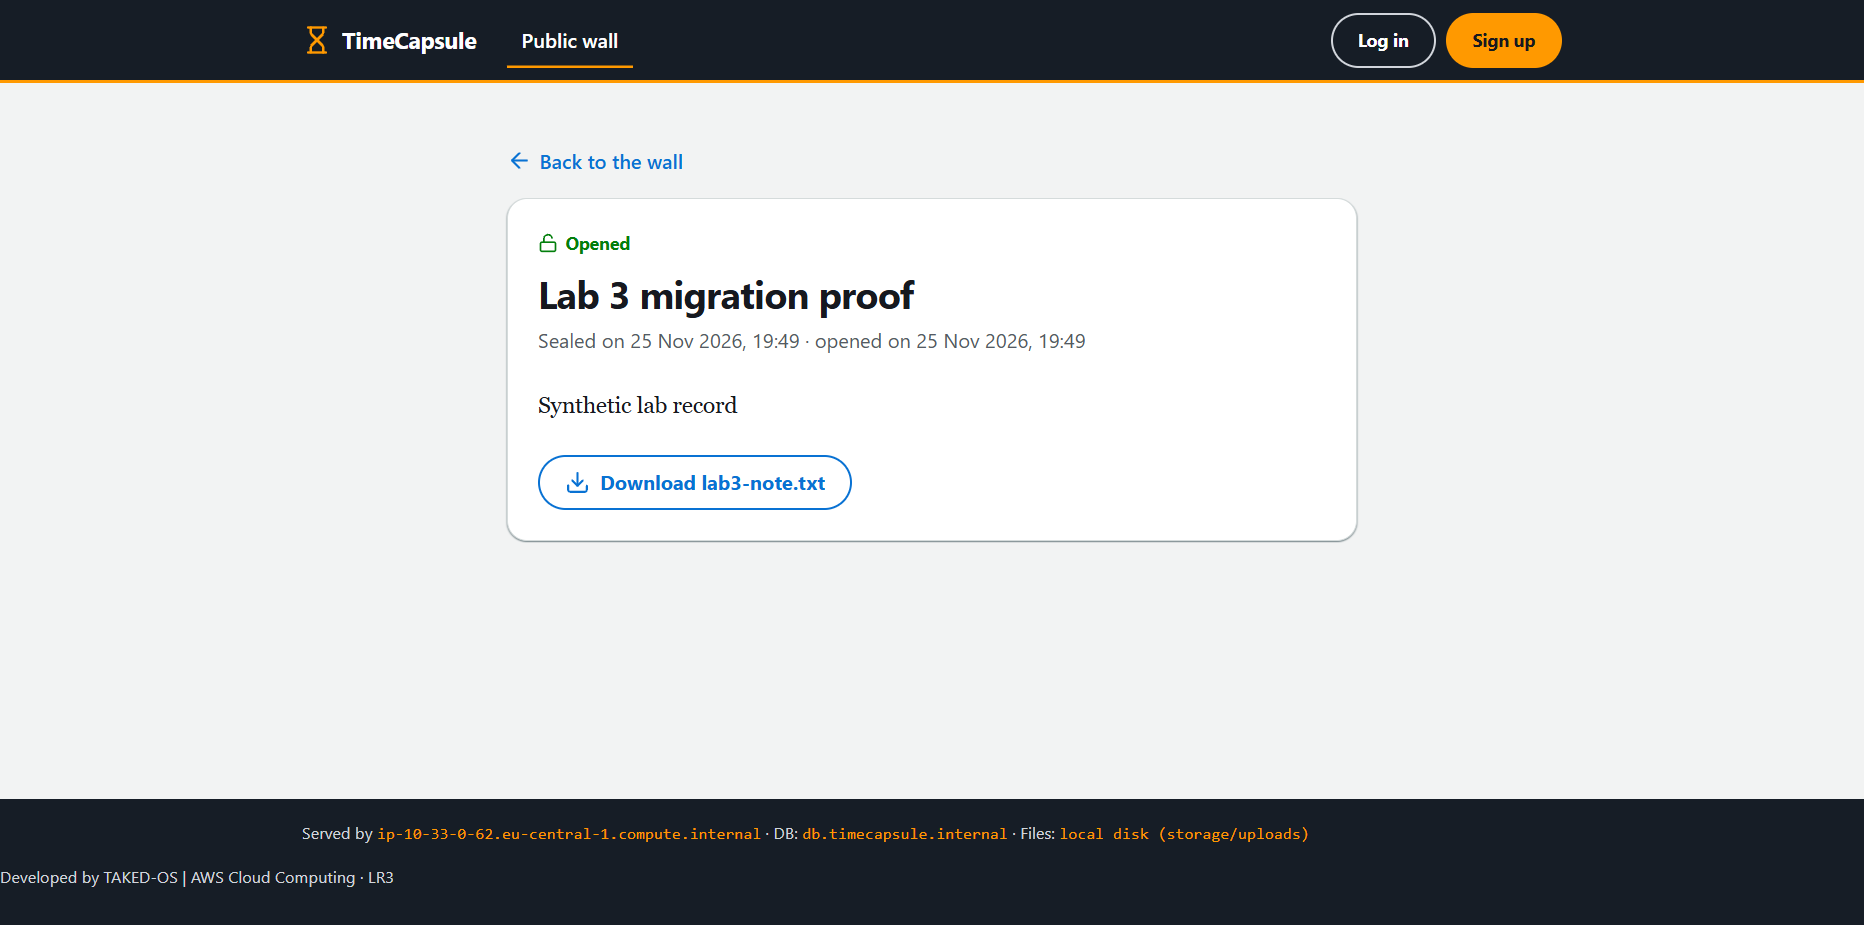 TimeCapsule Public wall Log in Sign up
Back to the wall
Opened
Lab 3 migration proof
Sealed on 25 Nov 2026, 19:49 · opened on 25 Nov 2026, 19:49
Synthetic lab record
Download lab3-note.txt
Served by ip-10-33-0-62.eu-central-1.compute.internal · DB: db.timecapsule.internal · Files: local disk (storage/uploads)
Developed by TAKED-OS | AWS Cloud Computing · LR3